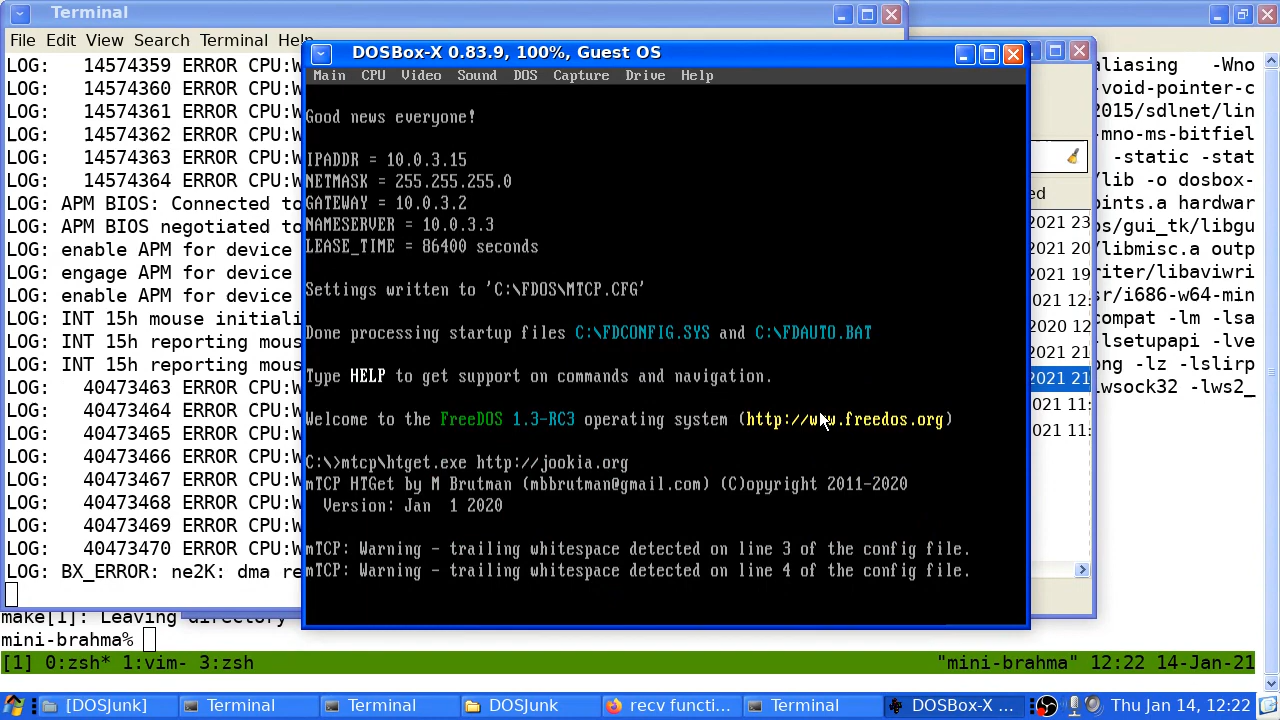 Terminal
File Edit View Search Terminal Help
LOG: 14574359 ERROR CPU:W
LOG: 14574360 ERROR CPU:W
LOG: 14574361 ERROR CPU:W
LOG: 14574362 ERROR CPU:W
LOG: 14574363 ERROR CPU:W
LOG: 14574364 ERROR CPU:W
LOG: APM BIOS: Connected to
LOG: APM BIOS negotiated to
LOG: enable APM for device
LOG: engage APM for device
LOG: enable APM for device
LOG: INT 15h mouse initiali
LOG: INT 15h reporting mous
LOG: INT 15h reporting mous
LOG: 40473463 ERROR CPU:W
LOG: 40473464 ERROR CPU:W
LOG: 40473465 ERROR CPU:W
LOG: 40473466 ERROR CPU:W
LOG: 40473467 ERROR CPU:W
LOG: 40473468 ERROR CPU:W
LOG: 40473469 ERROR CPU:W
LOG: 40473470 ERROR CPU:W
LOG: BX_ERROR: ne2K: dma re
DOSBox-X 0.83.9, 100%, Guest OS
Main CPU Video Sound DOS Capture Drive Help
Good news everyone!
IPADDR = 10.0.3.15
NETMASK = 255.255.255.0
GATEWAY = 10.0.3.2
NAMESERVER = 10.0.3.3
LEASE_TIME = 86400 seconds
Settings written to 'C:\FDOS\MTCP.CFG'
Done processing startup files C:\FDCONFIG.SYS and C:\FDAUTO.BAT
Type HELP to get support on commands and navigation.
Welcome to the FreeDOS 1.3-RC3 operating system (http://www.freedos.org)
C:\>mtcp\htget.exe http://jookia.org
mTCP HTGet by M Brutman (mbbrutman@gmail.com) (C)opyright 2011-2020
Version: Jan 1 2020
mTCP: Warning - trailing whitespace detected on line 3 of the config file.
mTCP: Warning - trailing whitespace detected on line 4 of the config file.
ed
2021 23
2021 20
2021 19
021 12:
2020 12
2021 21
2021 21
021 11:
021 11:
aliasing -Wno
-void-pointer-c
2015/sdlnet/lin
-mno-ms-bitfiel
-static -stat
/lib -o dosbox-
points.a hardwar
os/gui_tk/libgu
/libmisc.a outp
riter/libaviwri
sr/i686-w64-min
compat -lm -lsa
-lsetupapi -lve
png -lz -lslirp
lwsock32 -lws2_
make[1]: Leaving directory
mini-brahma%
[1] 0:zsh* 1:vim- 3:zsh "mini-brahma" 12:22 14-Jan-21
[DOSJunk] Terminal Terminal DOSJunk recv functi... Terminal DOSBox-X ... Thu Jan 14, 12:22